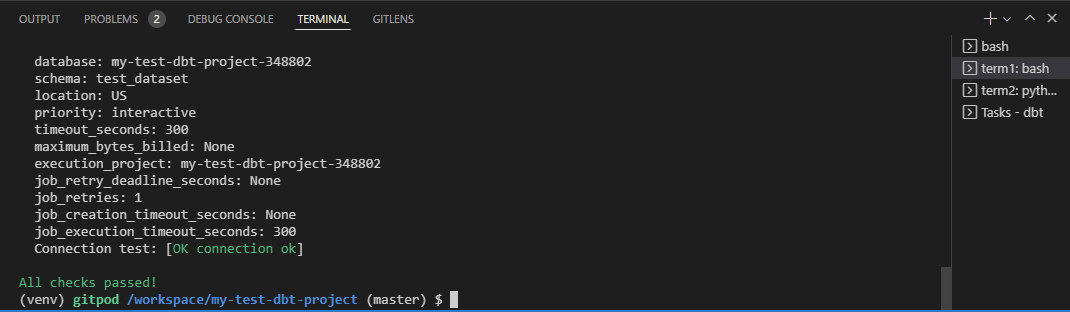 OUTPUT PROBLEMS 2 DEBUG CONSOLE TERMINAL GITLENS
database: my-test-dbt-project-348802
schema: test_dataset
location: US
priority: interactive
timeout_seconds: 300
maximum_bytes_billed: None
execution_project: my-test-dbt-project-348802
job_retry_deadline_seconds: None
job_retries: 1
job_creation_timeout_seconds: None
job_execution_timeout_seconds: 300
Connection test: [OK connection ok]
All checks passed!
(venv) gitpod /workspace/my-test-dbt-project (master) $
bash
term1: bash
term2: pyth...
Tasks - dbt